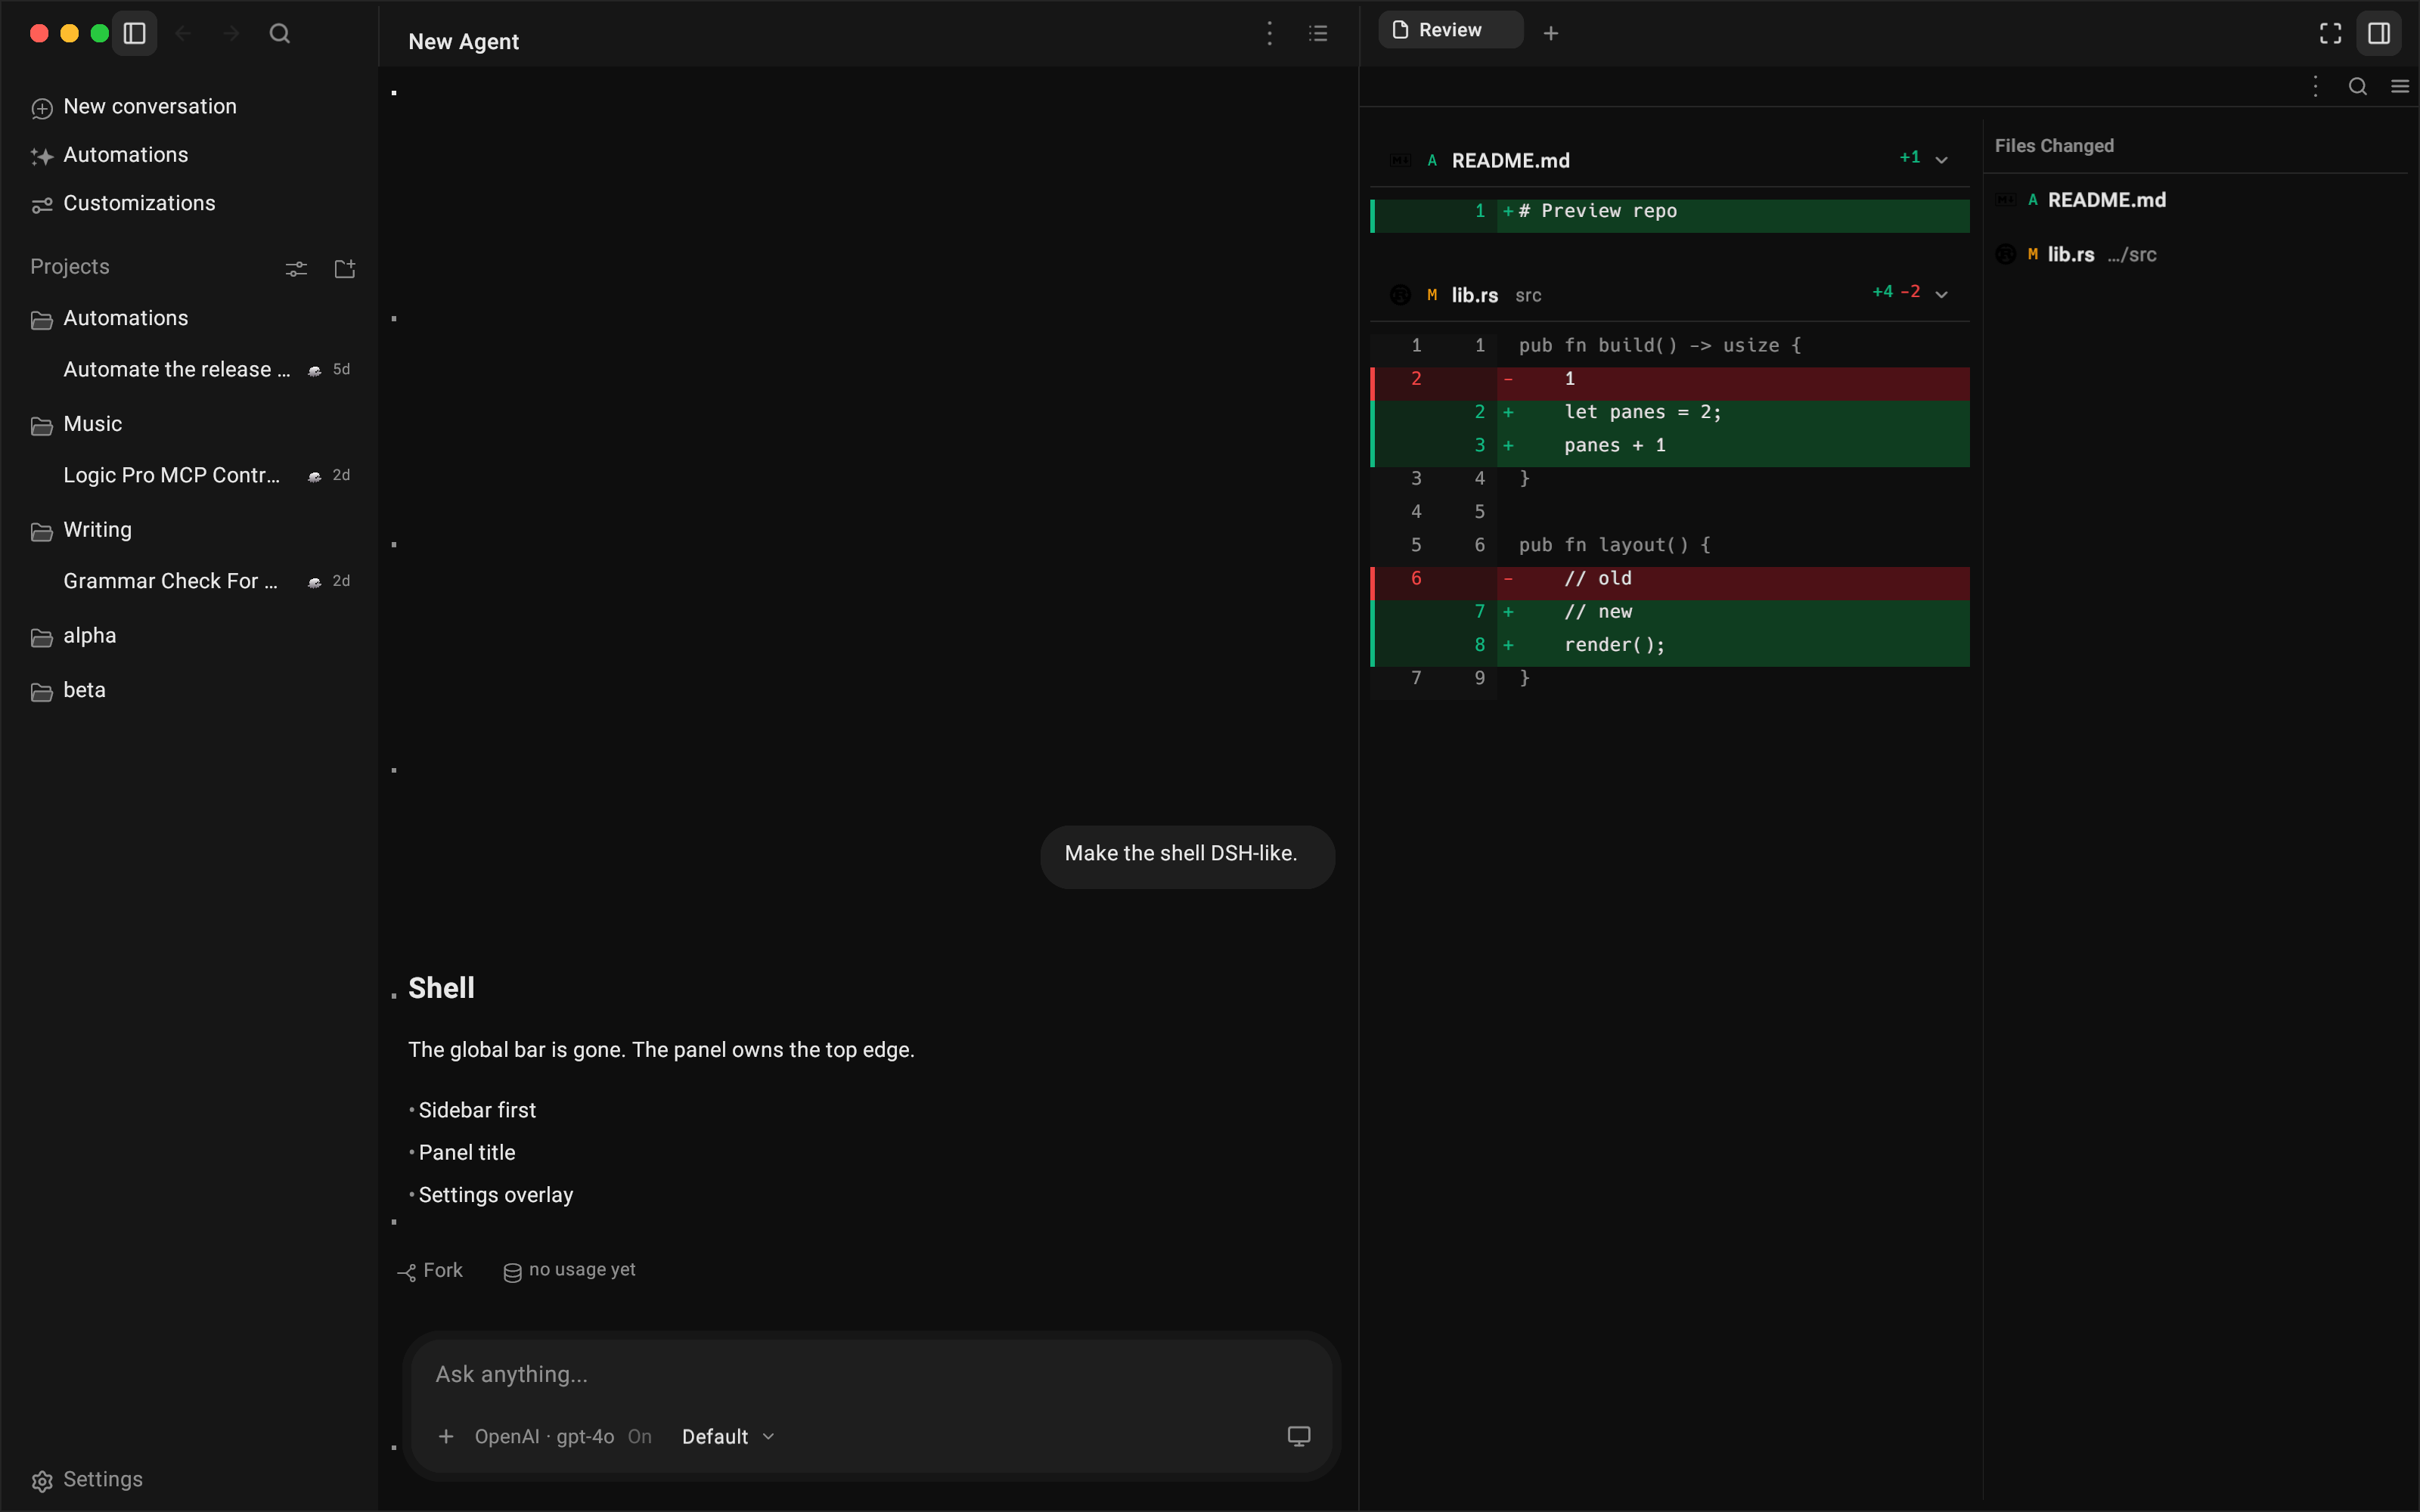 New conversation
Automations
Customizations
Projects
Automations
Automate the release ... 5d
Music
Logic Pro MCP Contr... 2d
Writing
Grammar Check For ... 2d
alpha
beta
Settings
New Agent
Make the shell DSH-like.
Shell
The global bar is gone. The panel owns the top edge.
• Sidebar first
• Panel title
• Settings overlay
Fork no usage yet
Ask anything...
+ OpenAI · gpt-4o On Default
Review +
A README.md +1
1 + # Preview repo
M lib.rs src +4 -2
1 1 pub fn build() -> usize {
2 - 1
2 + let panes = 2;
3 + panes + 1
3 4 }
4 5
5 6 pub fn layout() {
6 - // old
7 + // new
8 + render();
7 9 }
Files Changed
A README.md
M lib.rs .../src